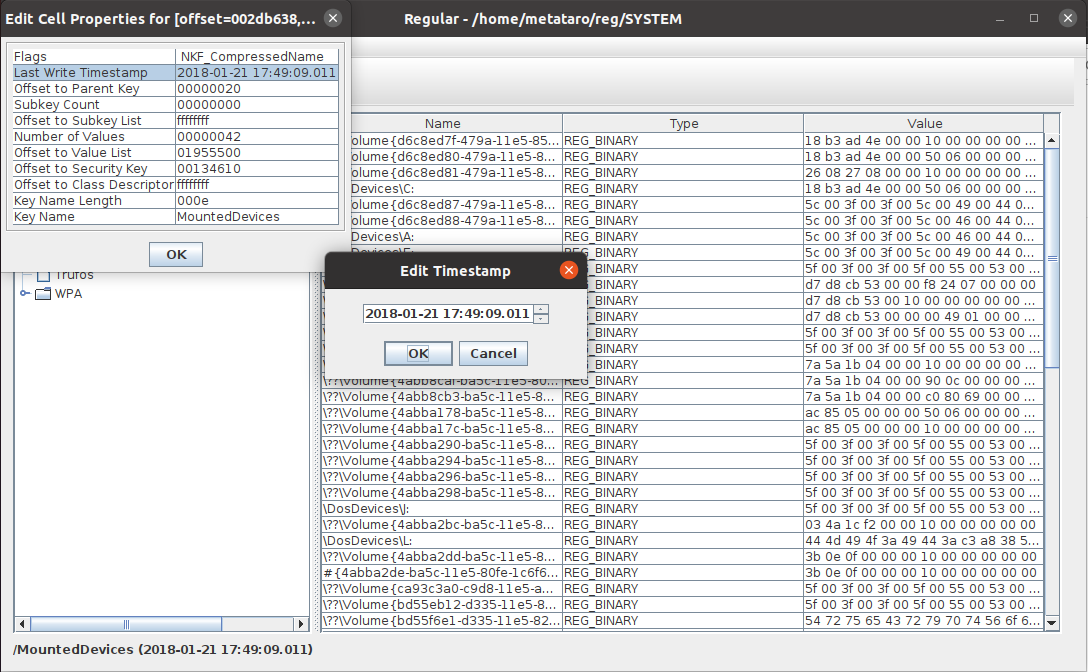 Edit Cell Properties for [offset=002db638,...
Regular - /home/metataro/reg/SYSTEM
Flags NKF_CompressedName
Last Write Timestamp 2018-01-21 17:49:09.011
Offset to Parent Key 00000020
Subkey Count 00000000
Offset to Subkey List ffffffff
Number of Values 00000042
Offset to Value List 01955500
Offset to Security Key 00134610
Offset to Class Descriptor ffffffff
Key Name Length 000e
Key Name MountedDevices
OK
Trufos
WPA
Edit Timestamp
2018-01-21 17:49:09.011
OK Cancel
Name Type Value
olume{d6c8ed7f-479a-11e5-85... REG_BINARY 18 b3 ad 4e 00 00 10 00 00 00 00 ...
olume{d6c8ed80-479a-11e5-8... REG_BINARY 18 b3 ad 4e 00 00 50 06 00 00 00 ...
olume{d6c8ed81-479a-11e5-8... REG_BINARY 26 08 27 08 00 00 10 00 00 00 00 ...
Devices\C: REG_BINARY 18 b3 ad 4e 00 00 50 06 00 00 00 ...
olume{d6c8ed87-479a-11e5-8... REG_BINARY 5c 00 3f 00 3f 00 5c 00 49 00 44 0...
olume{d6c8ed88-479a-11e5-8... REG_BINARY 5c 00 3f 00 3f 00 5c 00 46 00 44 0...
Devices\A: REG_BINARY 5c 00 3f 00 3f 00 5c 00 46 00 44 0...
REG_BINARY 5c 00 3f 00 3f 00 5c 00 49 00 44 0...
_BINARY 5f 00 3f 00 3f 00 5f 00 55 00 53 00 ...
_BINARY d7 d8 cb 53 00 00 f8 24 07 00 00 00
_BINARY d7 d8 cb 53 00 10 00 00 00 00 00 00
_BINARY d7 d8 cb 53 00 00 00 49 01 00 00 00
_BINARY 5f 00 3f 00 3f 00 5f 00 55 00 53 00 ...
_BINARY 5f 00 3f 00 3f 00 5f 00 55 00 53 00 ...
_BINARY 7a 5a 1b 04 00 00 10 00 00 00 00 ...
\??\Volume{4abb8caf-ba5c-11e5-80... REG_BINARY 7a 5a 1b 04 00 00 90 0c 00 00 00 ...
\??\Volume{4abb8cb3-ba5c-11e5-8... REG_BINARY 7a 5a 1b 04 00 00 c0 80 69 00 00 ...
\??\Volume{4abba178-ba5c-11e5-8... REG_BINARY ac 85 05 00 00 00 50 06 00 00 00 ...
\??\Volume{4abba17c-ba5c-11e5-8... REG_BINARY ac 85 05 00 00 00 10 00 00 00 00 ...
\??\Volume{4abba290-ba5c-11e5-8... REG_BINARY 5f 00 3f 00 3f 00 5f 00 55 00 53 00 ...
\??\Volume{4abba294-ba5c-11e5-8... REG_BINARY 5f 00 3f 00 3f 00 5f 00 55 00 53 00 ...
\??\Volume{4abba296-ba5c-11e5-8... REG_BINARY 5f 00 3f 00 3f 00 5f 00 55 00 53 00 ...
\??\Volume{4abba298-ba5c-11e5-8... REG_BINARY 5f 00 3f 00 3f 00 5f 00 55 00 53 00 ...
\DosDevices\J: REG_BINARY 5f 00 3f 00 3f 00 5f 00 55 00 53 00 ...
\??\Volume{4abba2bc-ba5c-11e5-8... REG_BINARY 03 4a 1c f2 00 00 10 00 00 00 00 00
\DosDevices\L: REG_BINARY 44 4d 49 4f 3a 49 44 3a c3 a8 38 5...
\??\Volume{4abba2dd-ba5c-11e5-8... REG_BINARY 3b 0e 0f 00 00 00 10 00 00 00 00 00
#{4abba2de-ba5c-11e5-80fe-1c6f6... REG_BINARY 3b 0e 0f 00 00 00 10 00 00 00 00 00
\??\Volume{ca93c3a0-c9d8-11e5-a... REG_BINARY 5f 00 3f 00 3f 00 5f 00 55 00 53 00 ...
\??\Volume{bd55eb12-d335-11e5-8... REG_BINARY 5f 00 3f 00 3f 00 5f 00 55 00 53 00 ...
\??\Volume{bd55f6e1-d335-11e5-82... REG_BINARY 54 72 75 65 43 72 79 70 74 56 6f 6...
/MountedDevices (2018-01-21 17:49:09.011)